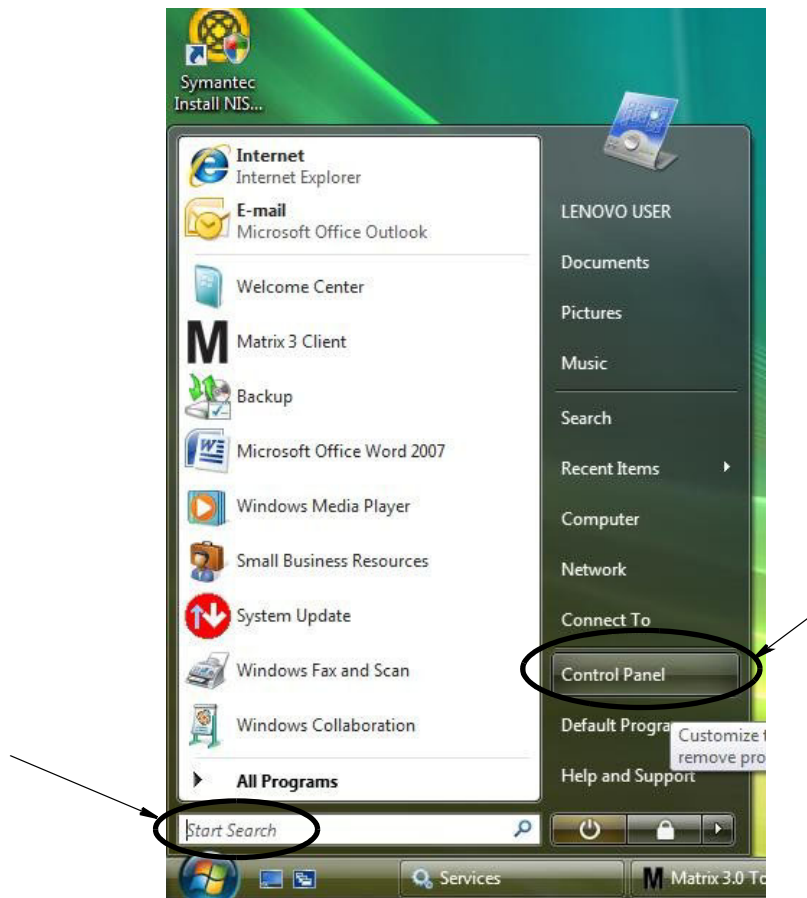 Symantec
Install NIS...
Internet
Internet Explorer
E-mail
Microsoft Office Outlook
Welcome Center
Matrix 3 Client
Backup
Microsoft Office Word 2007
Windows Media Player
Small Business Resources
System Update
Windows Fax and Scan
Windows Collaboration
All Programs
Start Search
LENOVO USER
Documents
Pictures
Music
Search
Recent Items
Computer
Network
Connect To
Control Panel
Default Progra
Customize t
remove pro
Help and Support
Services
M Matrix 3.0 To